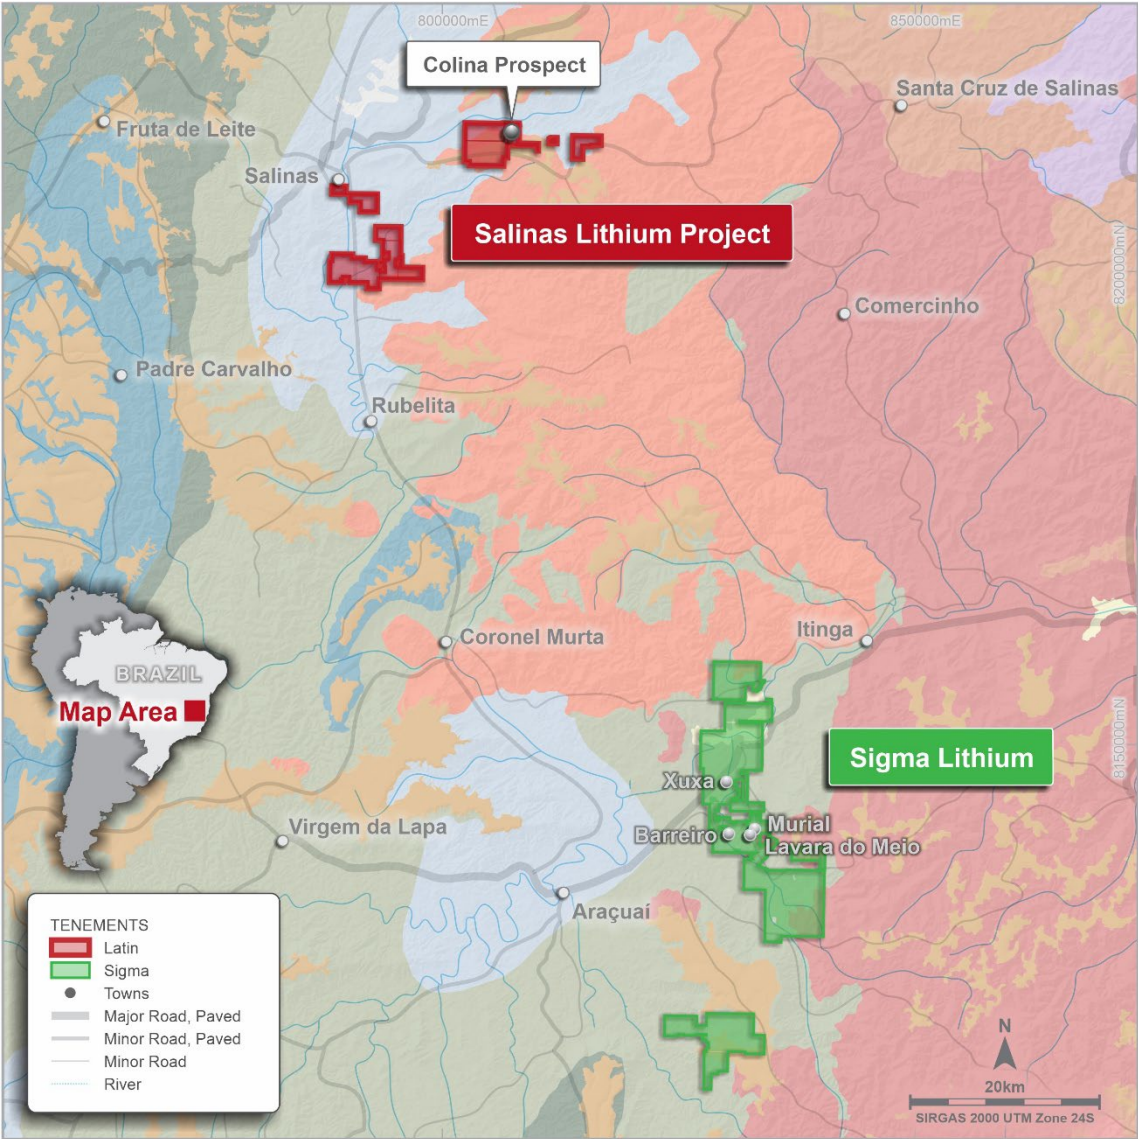 800000mE
850000mE
Colina Prospect
Santa Cruz de Salinas
Fruta de Leite
Salinas
Salinas Lithium Project
8200000mN
Comercinho
Padre Carvalho
Rubelita
Coronel Murta
Itinga
BRAZIL
Map Area
8150000mN
Sigma Lithium
Xuxa
Murial
Barreiro
Lavara do Meio
Virgem da Lapa
Araçuaí
TENEMENTS
Latin
Sigma
Towns
Major Road, Paved
Minor Road, Paved
Minor Road
River
N
20km
SIRGAS 2000 UTM Zone 24S